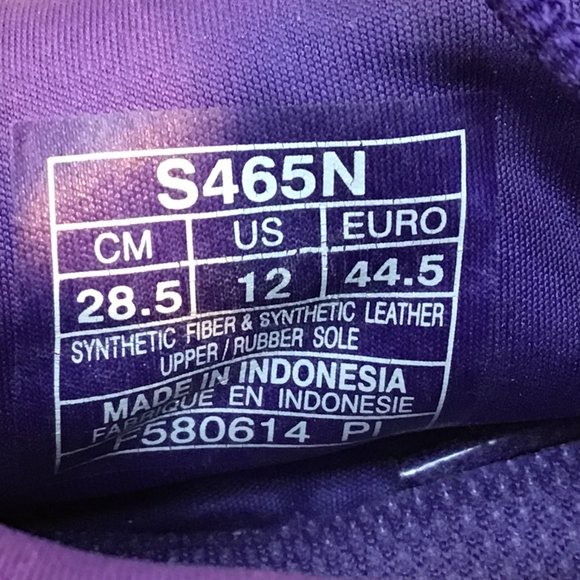 S465N
CM US EURO
28.5 12 44.5
SYNTHETIC FIBER & SYNTHETIC LEATHER
UPPER / RUBBER SOLE
MADE IN INDONESIA
FABRIQUE EN INDONESIE
F580614 PI